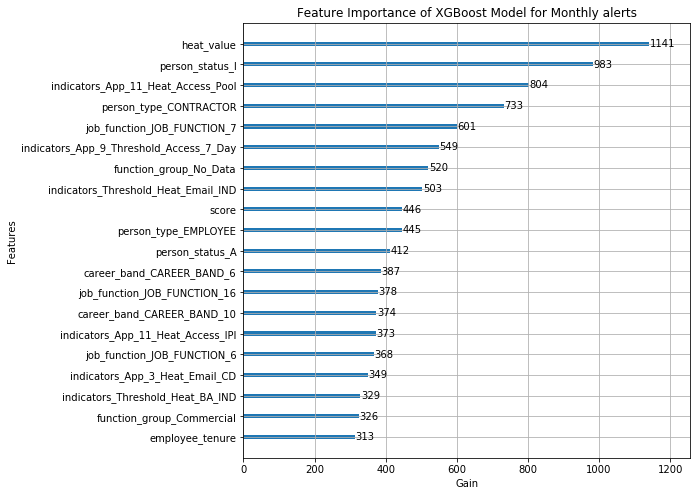 Feature Importance of XGBoost Model for Monthly alerts
heat_value 1141
person_status_I 983
indicators_App_11_Heat_Access_Pool 804
person_type_CONTRACTOR 733
job_function_JOB_FUNCTION_7 601
indicators_App_9_Threshold_Access_7_Day 549
function_group_No_Data 520
indicators_Threshold_Heat_Email_IND 503
score 446
person_type_EMPLOYEE 445
person_status_A 412
career_band_CAREER_BAND_6 387
job_function_JOB_FUNCTION_16 378
career_band_CAREER_BAND_10 374
indicators_App_11_Heat_Access_IPI 373
job_function_JOB_FUNCTION_6 368
indicators_App_3_Heat_Email_CD 349
indicators_Threshold_Heat_BA_IND 329
function_group_Commercial 326
employee_tenure 313
Features
0 200 400 600 800 1000 1200
Gain